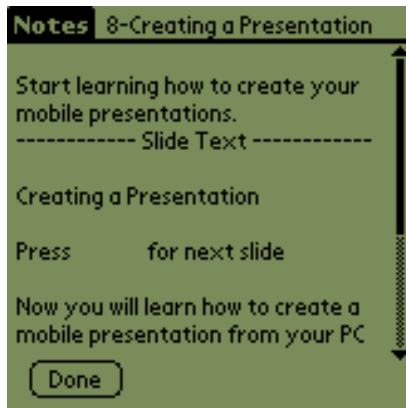 Notes 8-Creating a Presentation
Start learning how to create your
mobile presentations.
------------ Slide Text ------------
Creating a Presentation
Press for next slide
Now you will learn how to create a
mobile presentation from your PC
Done